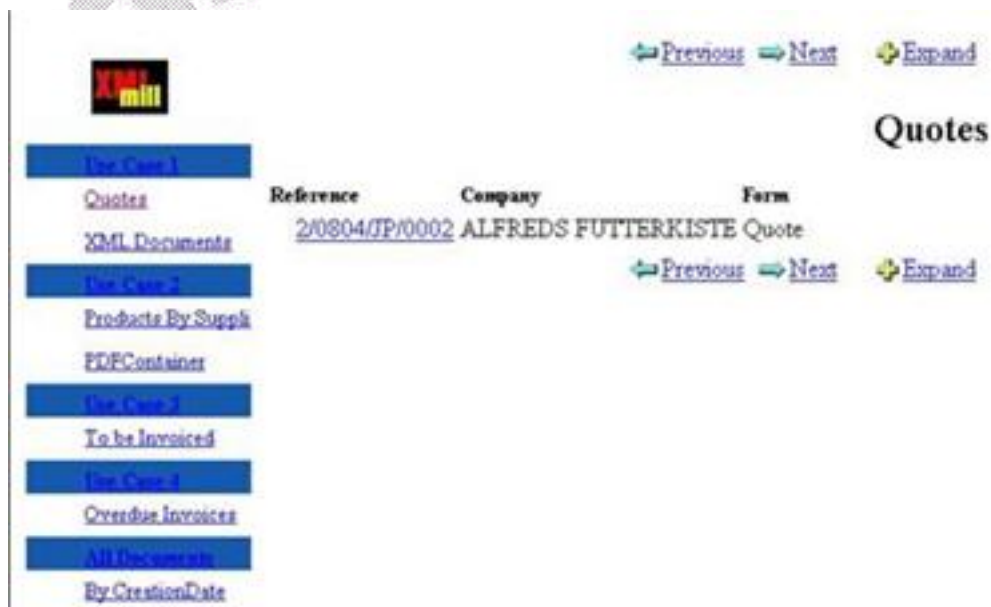 Previous Next Expand
XMl
mill
Quotes
Use Case 1
Quotes
XML Documents
Use Case 2
Products By Suppli
PDFContainer
Use Case 3
To be Invoiced
Use Case 4
Overdue Invoices
All Documents
By CreationDate
Reference Company Form
2/0804/JP/0002 ALFREDS FUTTERKISTE Quote
Previous Next Expand